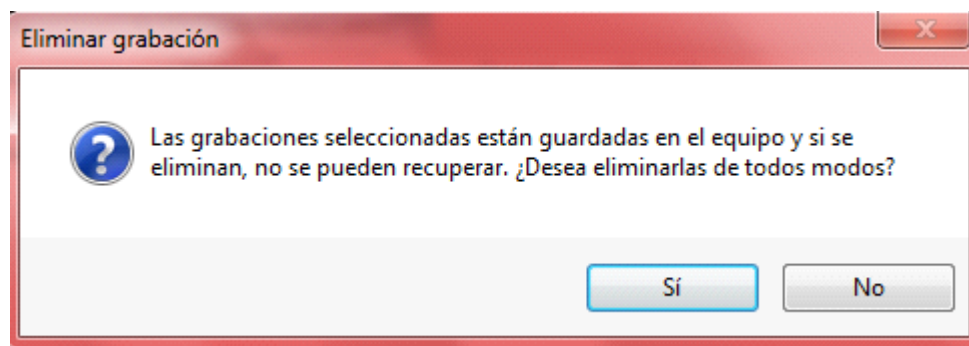 Eliminar grabación
Las grabaciones seleccionadas están guardadas en el equipo y si se
eliminan, no se pueden recuperar. ¿Desea eliminarlas de todos modos?
Sí
No